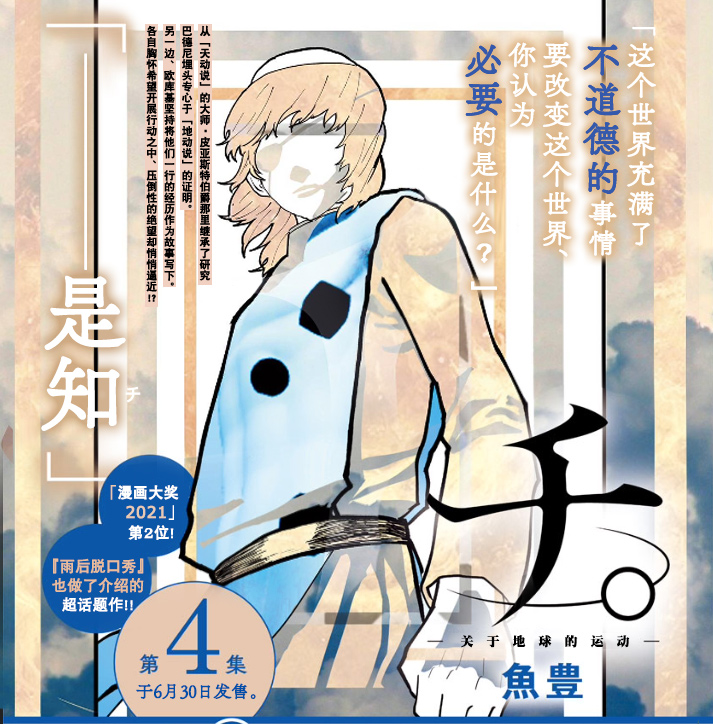 「这个世界充满了
不道德的事情
要改变这个世界、
你认为
必要的是什么？」
从「天动说」的大师·皮亚斯特伯爵那里继承了研究
巴德尼埋头专心于「地动说」的证明。
另一边、欧库基坚持将他们一行的经历作为故事写下。
各自胸怀希望开展行动之中、压倒性的绝望却悄悄逼近!?
「——是知」
チ
「漫画大奖
2021」
第2位!
『雨后脱口秀』
也做了介绍的
超话题作!!
第4集
于6月30日发售。
チ。
—关于地球的运动—
魚豊